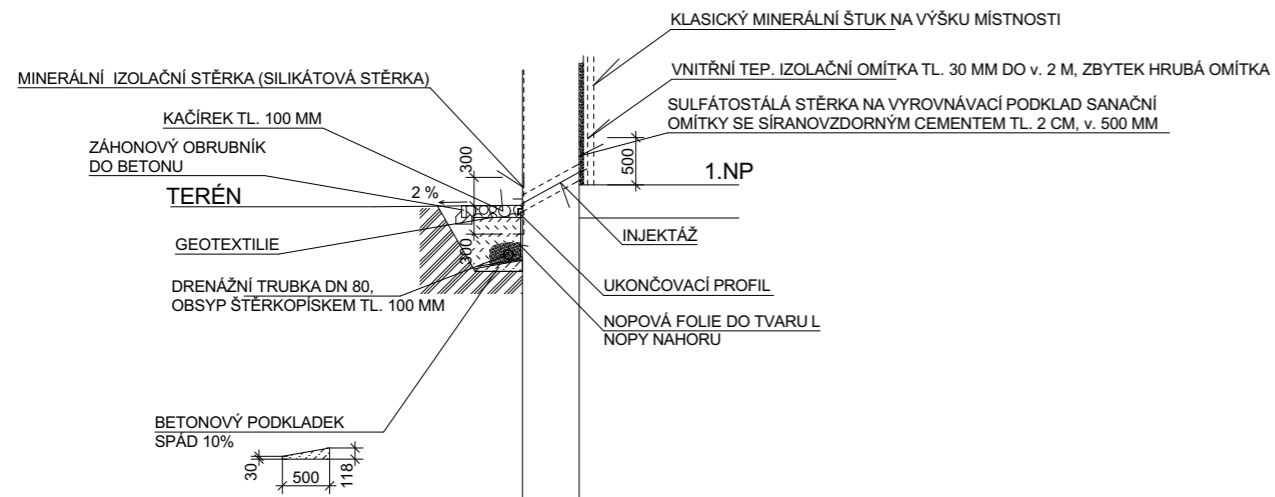 KLASICKÝ MINERÁLNÍ ŠTUK NA VÝŠKU MÍSTNOSTI
MINERÁLNÍ IZOLAČNÍ STĚRKA (SILIKÁTOVÁ STĚRKA)
VNITŘNÍ TEP. IZOLAČNÍ OMÍTKA TL. 30 MM DO v. 2 M, ZBYTEK HRUBÁ OMÍTKA
KAČÍREK TL. 100 MM
SULFÁTOSTÁLÁ STĚRKA NA VYROVNÁVACÍ PODKLAD SANAČNÍ
OMÍTKY SE SÍRANOVZDORNÝM CEMENTEM TL. 2 CM, v. 500 MM
ZÁHONOVÝ OBRUBNÍK
DO BETONU
300
500
1.NP
TERÉN
2 %
GEOTEXTILIE
300
INJEKTÁŽ
DRENÁŽNÍ TRUBKA DN 80,
OBSYP ŠTĚRKOPÍSKEM TL. 100 MM
UKONČOVACÍ PROFIL
NOPOVÁ FOLIE DO TVARU L
NOPY NAHORU
BETONOVÝ PODKLADEK
SPÁD 10%
30
500
118